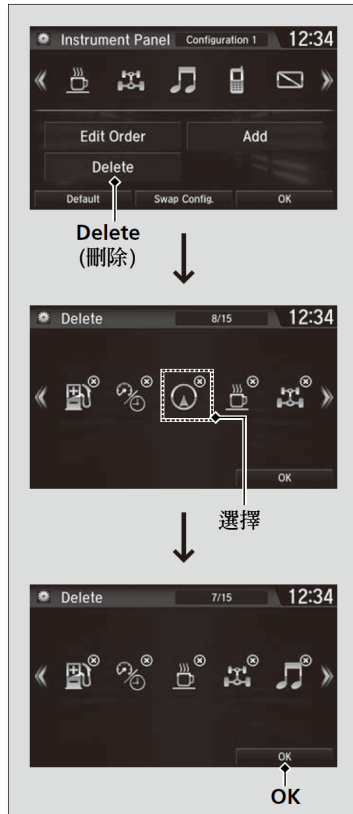 Instrument Panel Configuration 1 12:34
Edit Order Add
Delete
Default Swap Config. OK
Delete
(刪除)
Delete 8/15 12:34
OK
選擇
Delete 7/15 12:34
OK
OK